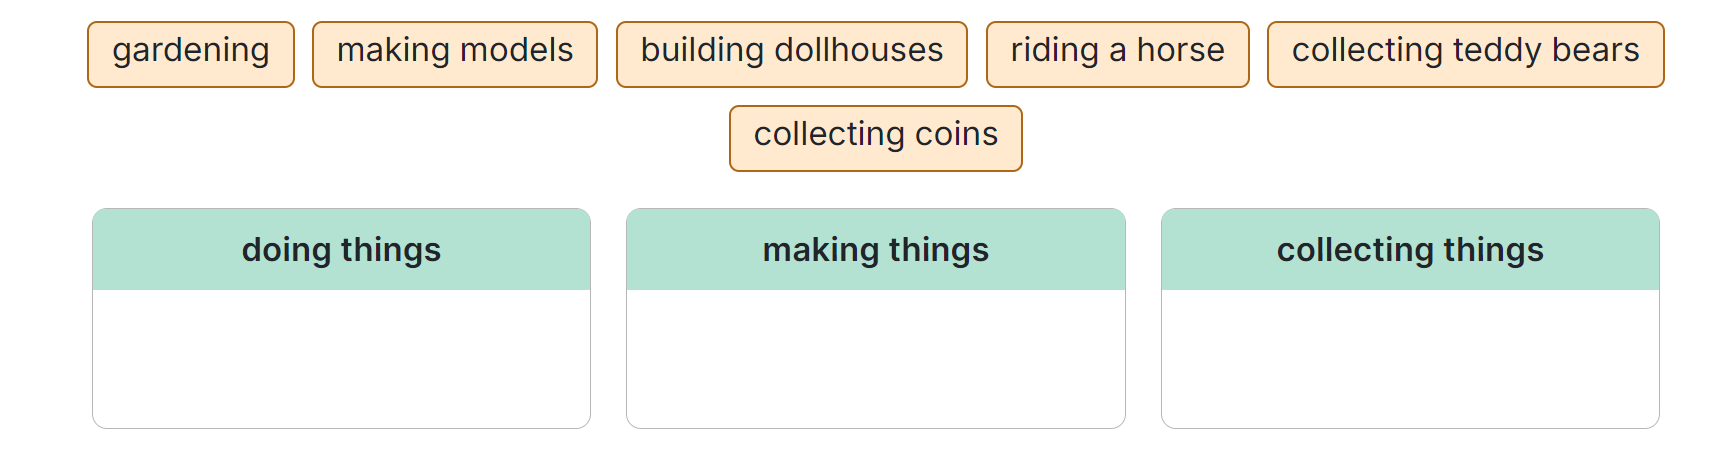 gardening making models building dollhouses riding a horse collecting teddy bears
collecting coins
doing things making things collecting things